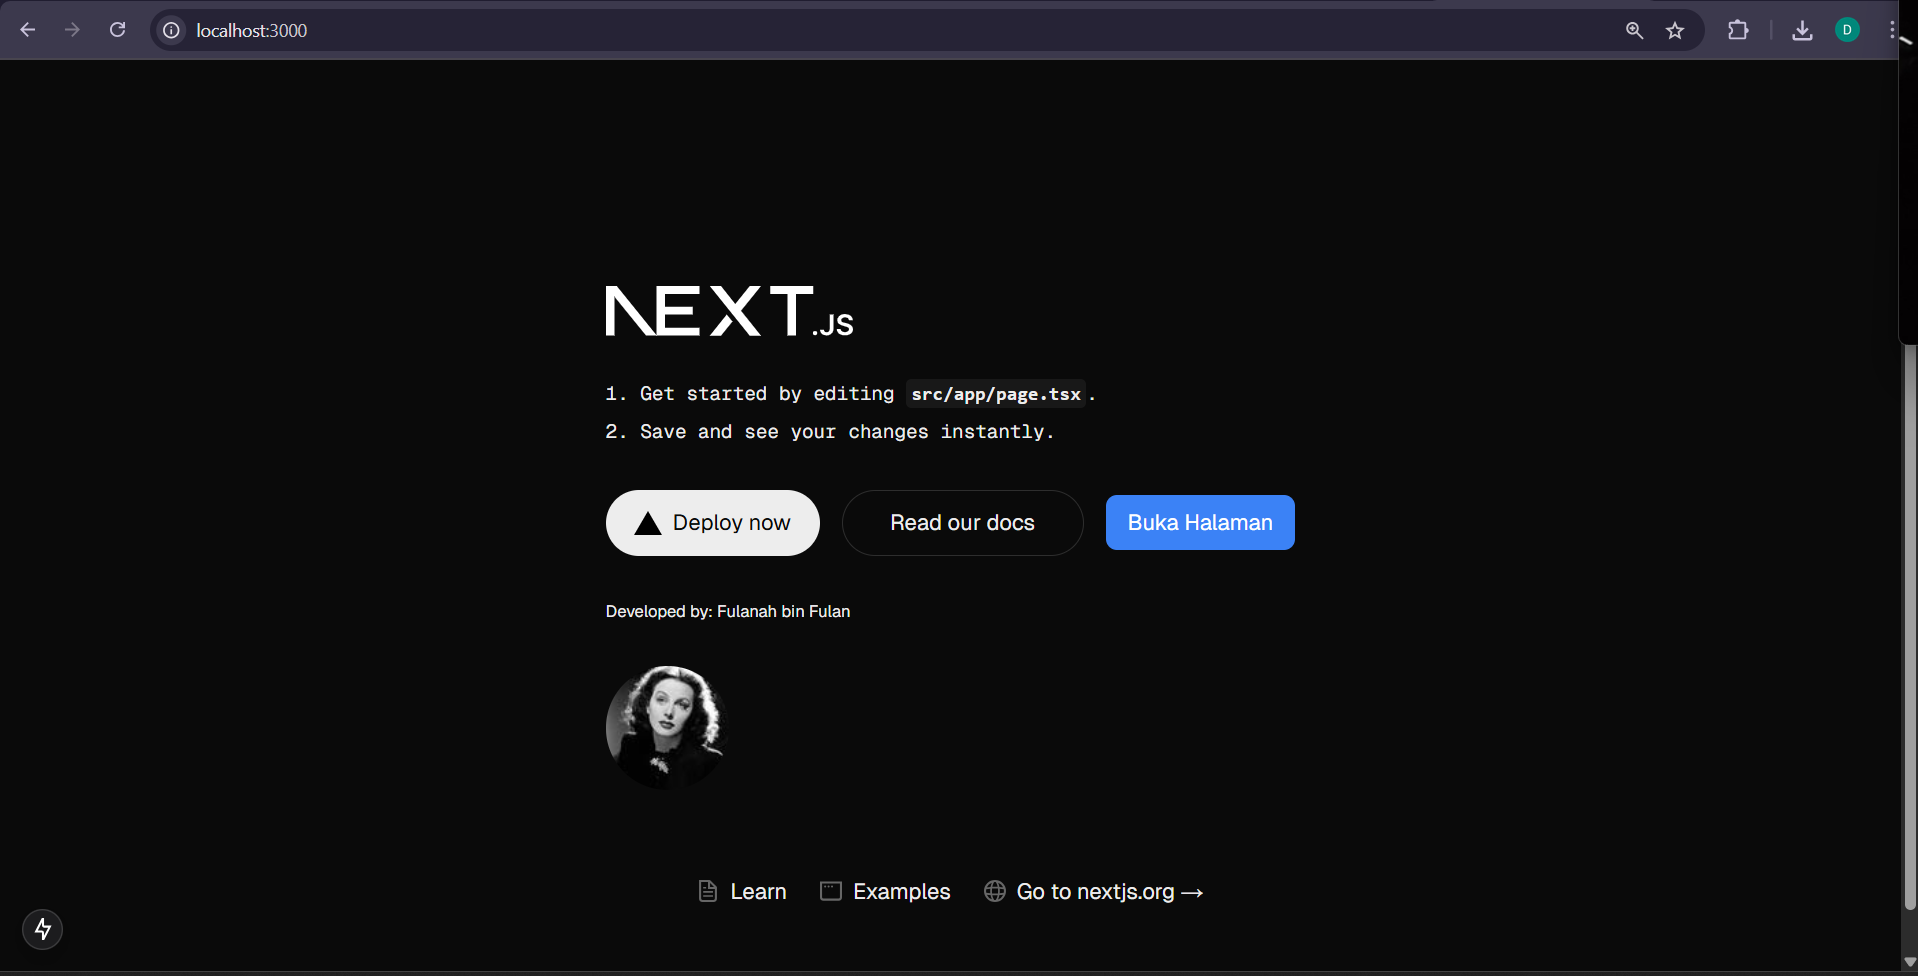 localhost:3000
D
NEXT.JS
1. Get started by editing src/app/page.tsx.
2. Save and see your changes instantly.
Deploy now
Read our docs
Buka Halaman
Developed by: Fulanah bin Fulan
Learn
Examples
Go to nextjs.org →